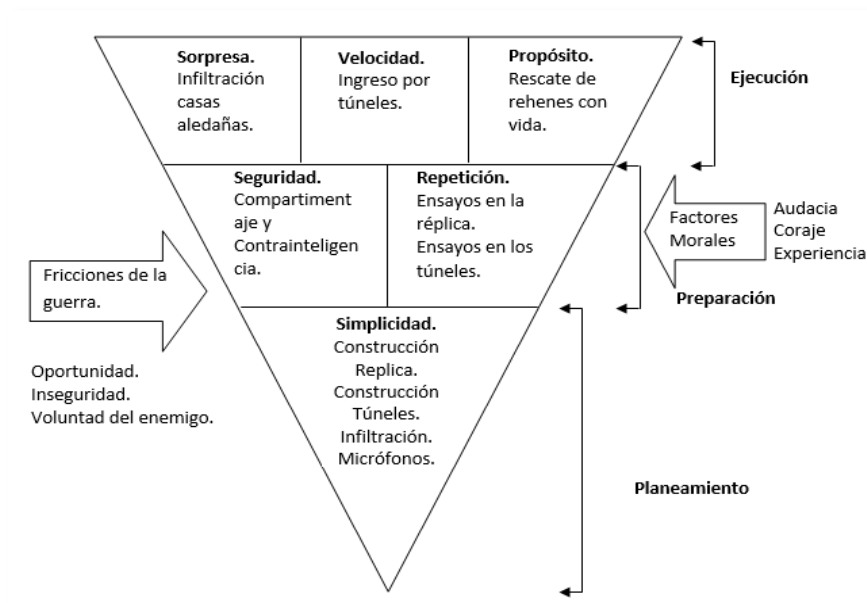 Sorpresa.
Infiltración
casas
aledañas.
Velocidad.
Ingreso por
túneles.
Propósito.
Rescate de
rehenes con
vida.
Ejecución
Seguridad.
Compartiment
aje y
Contrainteligen
cia.
Repetición.
Ensayos en la
réplica.
Ensayos en los
túneles.
Factores
Morales
Audacia
Coraje
Experiencia
Preparación
Fricciones de la
guerra.
Oportunidad.
Inseguridad.
Voluntad del enemigo.
Simplicidad.
Construcción
Replica.
Construcción
Túneles.
Infiltración.
Micrófonos.
Planeamiento